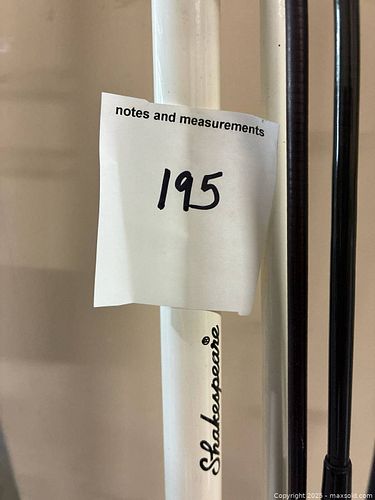 notes and measurements
195
Shakespeare®
Copyright 2025 - maxsold.com